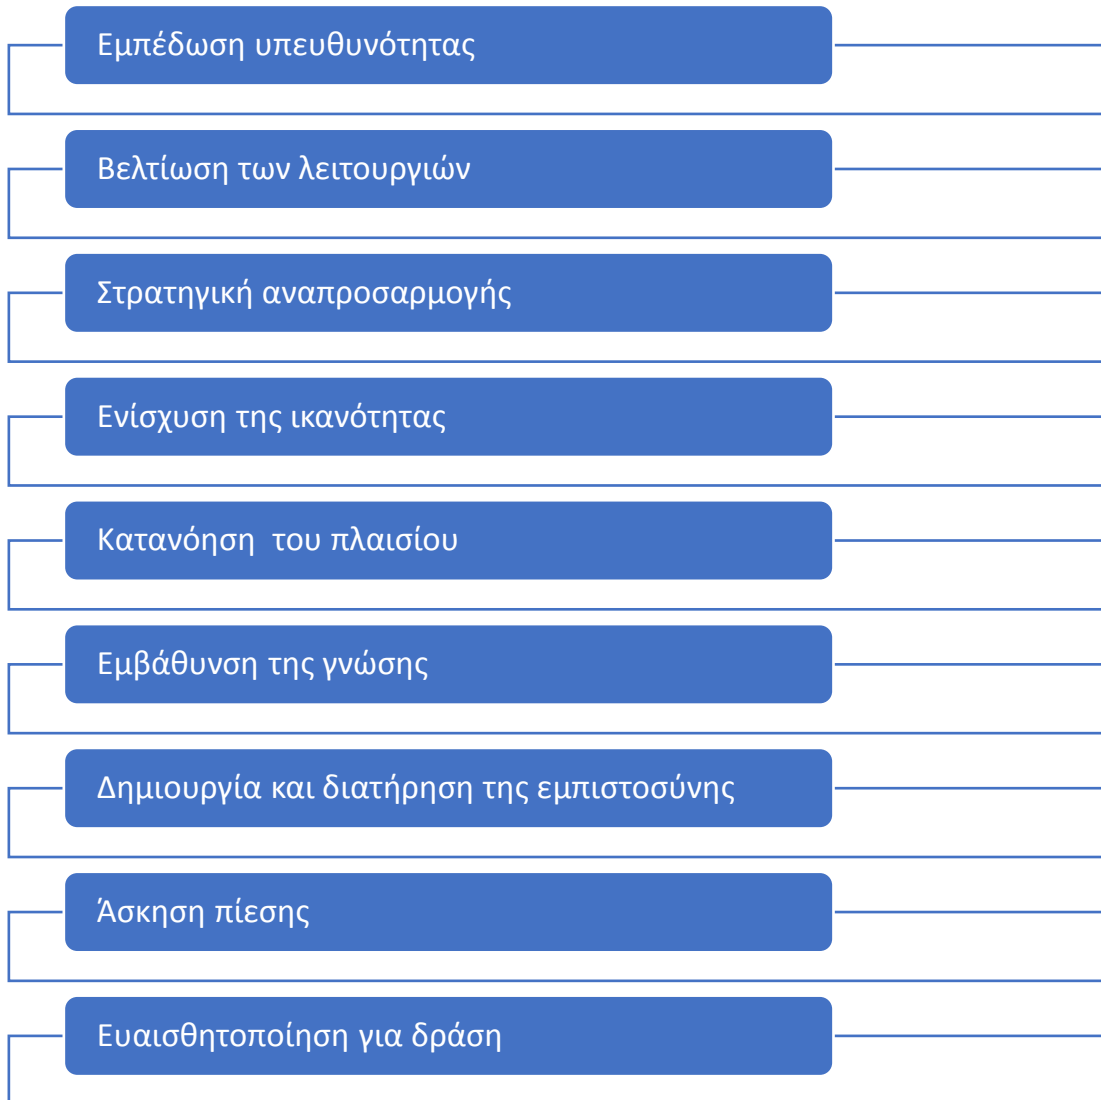 Εμπέδωση υπευθυνότητας
Βελτίωση των λειτουργιών
Στρατηγική αναπροσαρμογής
Ενίσχυση της ικανότητας
Κατανόηση  του πλαισίου
Εμβάθυνση της γνώσης
Δημιουργία και διατήρηση της εμπιστοσύνης
Άσκηση πίεσης
Ευαισθητοποίηση για δράση